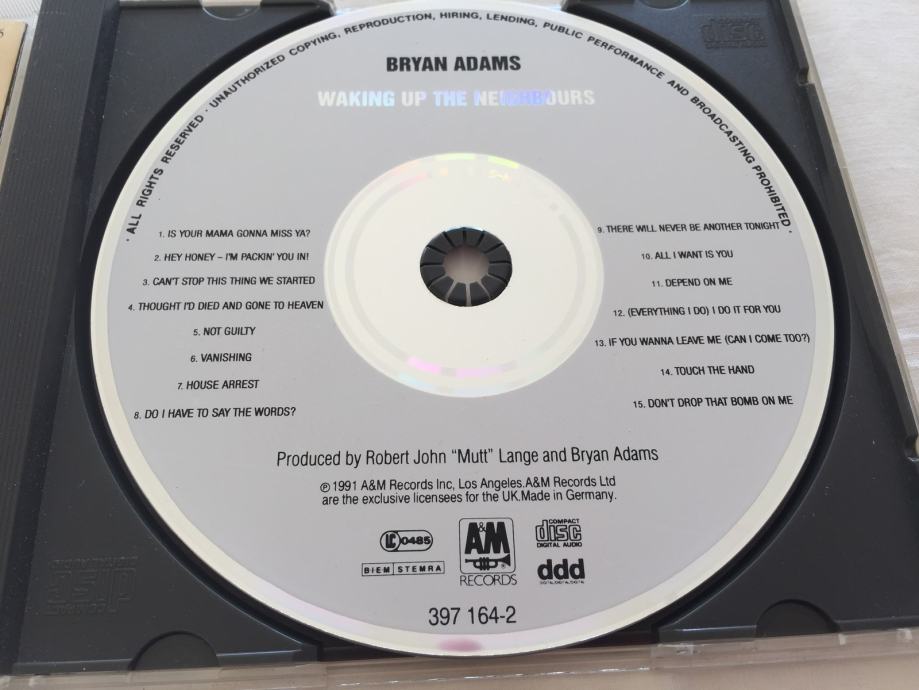 · ALL RIGHTS RESERVED · UNAUTHORIZED COPYING, REPRODUCTION, HIRING, LENDING, PUBLIC PERFORMANCE AND BROADCASTING PROHIBITED ·
BRYAN ADAMS
WAKING UP THE NEIGHBOURS
1. IS YOUR MAMA GONNA MISS YA?
2. HEY HONEY – I'M PACKIN' YOU IN!
3. CAN'T STOP THIS THING WE STARTED
4. THOUGHT I'D DIED AND GONE TO HEAVEN
5. NOT GUILTY
6. VANISHING
7. HOUSE ARREST
8. DO I HAVE TO SAY THE WORDS?
9. THERE WILL NEVER BE ANOTHER TONIGHT
10. ALL I WANT IS YOU
11. DEPEND ON ME
12. (EVERYTHING I DO) I DO IT FOR YOU
13. IF YOU WANNA LEAVE ME (CAN I COME TOO?)
14. TOUCH THE HAND
15. DON'T DROP THAT BOMB ON ME
Produced by Robert John "Mutt" Lange and Bryan Adams
℗ 1991 A&M Records Inc, Los Angeles.A&M Records Ltd
are the exclusive licensees for the UK.Made in Germany.
LC 0485
BIEM STEMRA
A&M
RECORDS
COMPACT
disc
DIGITAL AUDIO
ddd
DIGITAL.DIGITAL.DIGITAL
397 164-2
COMPACT
disc
DIGITAL AUDIO